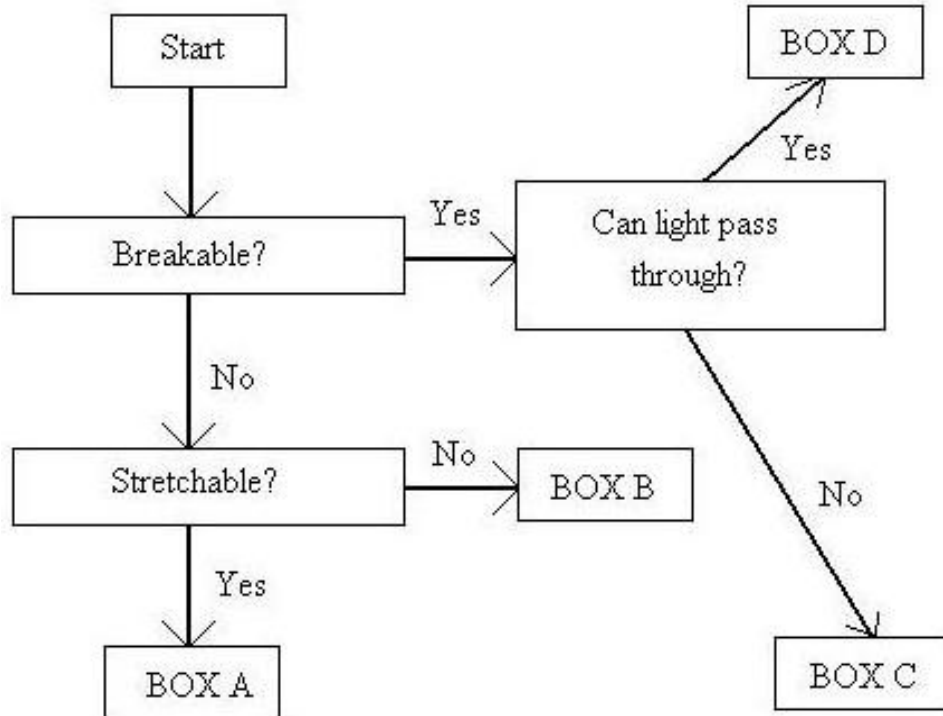 Start
BOX D
Yes
Breakable?
Yes
Can light pass
through?
No
Stretchable?
No
BOX B
No
Yes
BOX A
BOX C